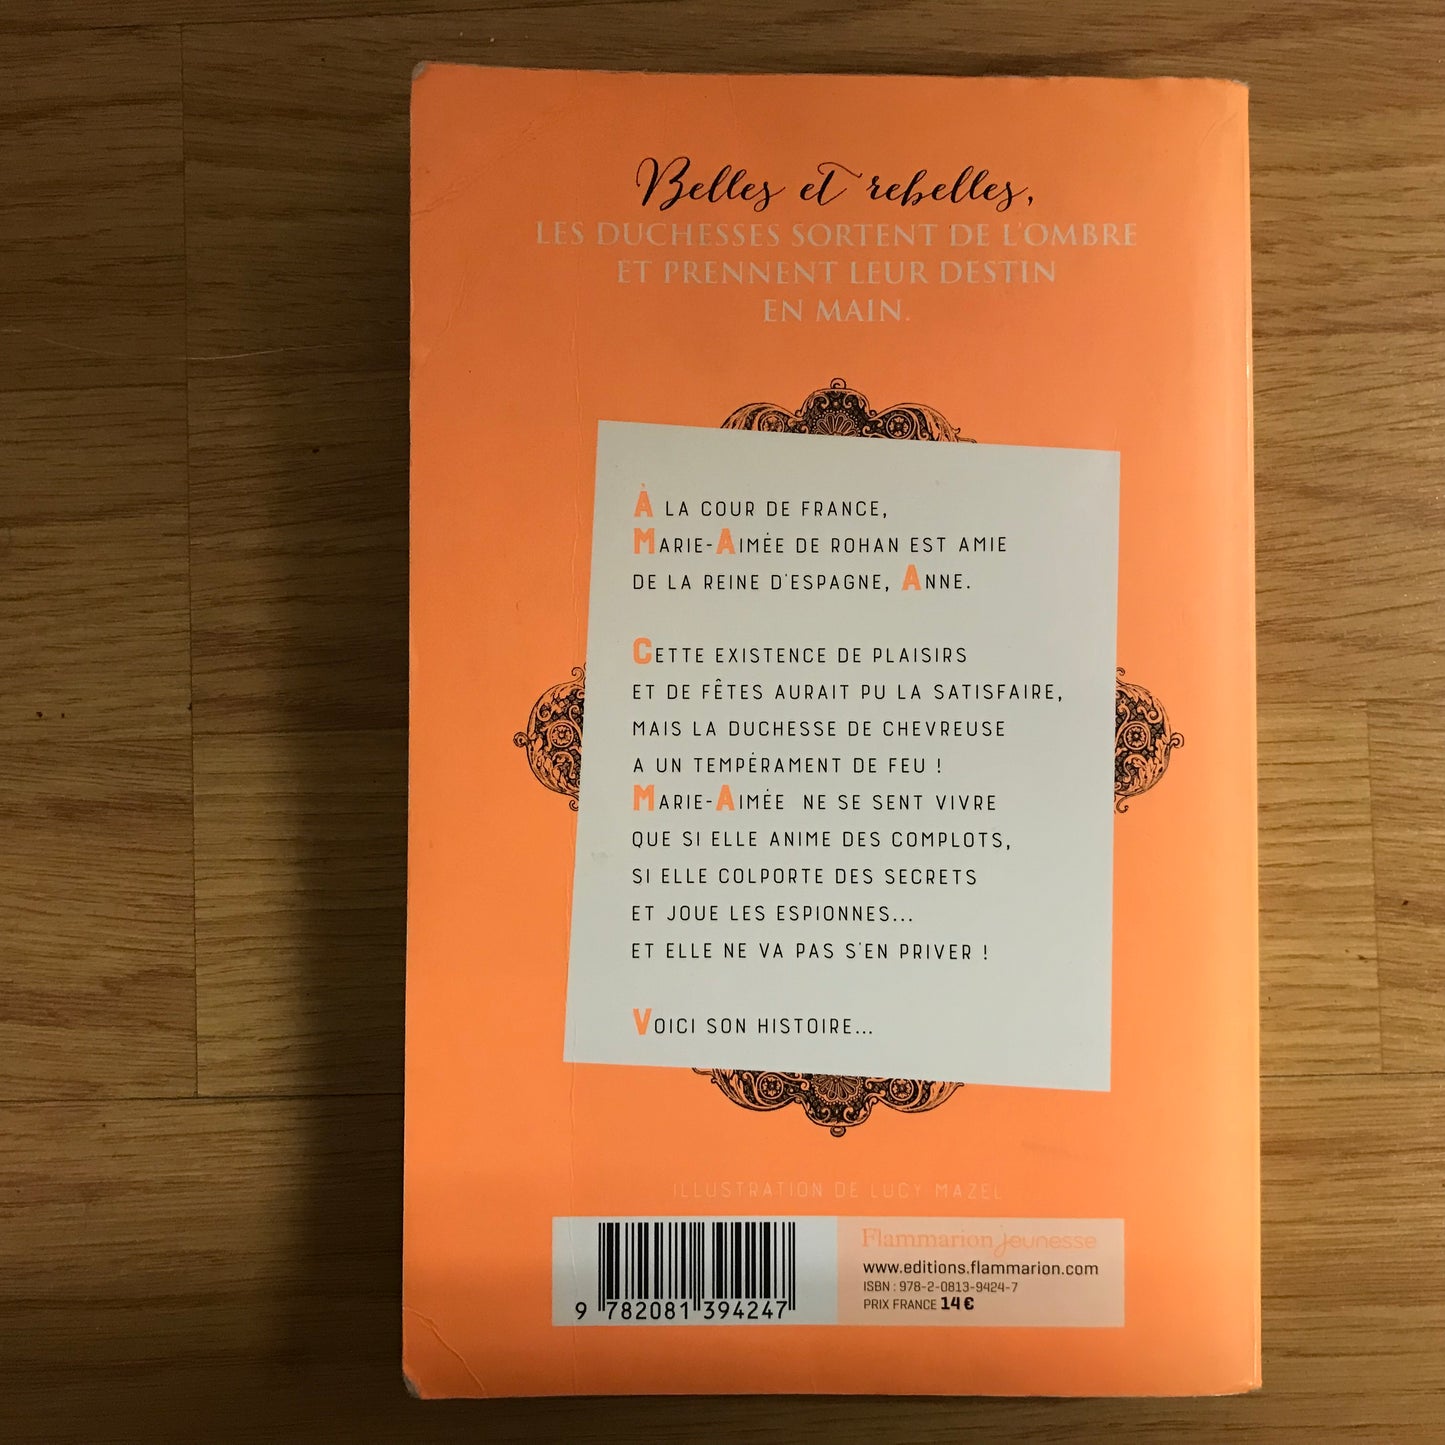 Belles et rebelles,
LES DUCHESSES SORTENT DE L'OMBRE
ET PRENNENT LEUR DESTIN
EN MAIN.
À LA COUR DE FRANCE,
MARIE-AIMÉE DE ROHAN EST AMIE
DE LA REINE D'ESPAGNE, ANNE.
CETTE EXISTENCE DE PLAISIRS
ET DE FÊTES AURAIT PU LA SATISFAIRE,
MAIS LA DUCHESSE DE CHEVREUSE
A UN TEMPÉRAMENT DE FEU !
MARIE-AIMÉE NE SE SENT VIVRE
QUE SI ELLE ANIME DES COMPLOTS,
SI ELLE COLPORTE DES SECRETS
ET JOUE LES ESPIONNES...
ET ELLE NE VA PAS S'EN PRIVER !
VOICI SON HISTOIRE...
ILLUSTRATION DE LUCY MAZEL
Flammarion jeunesse
www.editions.flammarion.com
ISBN : 978-2-0813-9424-7
PRIX FRANCE 14 €
9 782081 394247